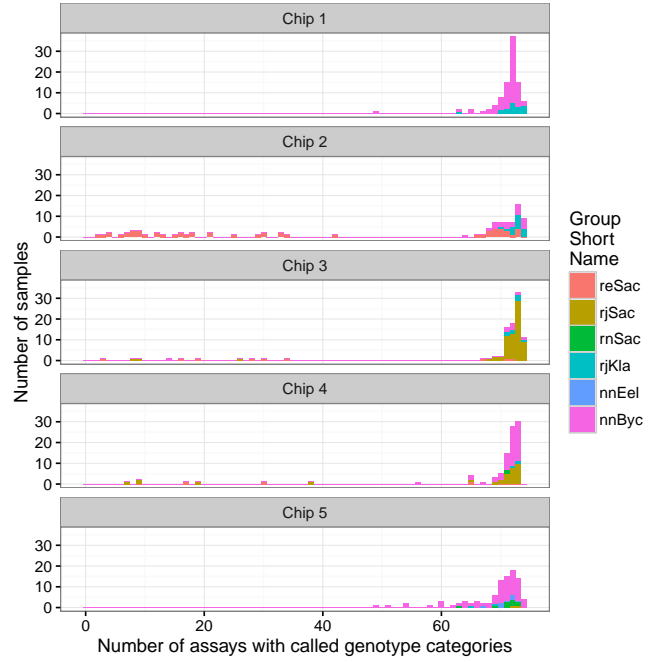 Chip 1
30
20
10
0
Chip 2
30
20
10
0
Chip 3
30
20
10
0
Chip 4
30
20
10
0
Chip 5
30
20
10
0
0 20 40 60
Number of assays with called genotype categories
Number of samples
Group
Short
Name
reSac
rjSac
rnSac
rjKla
nnEel
nnByc